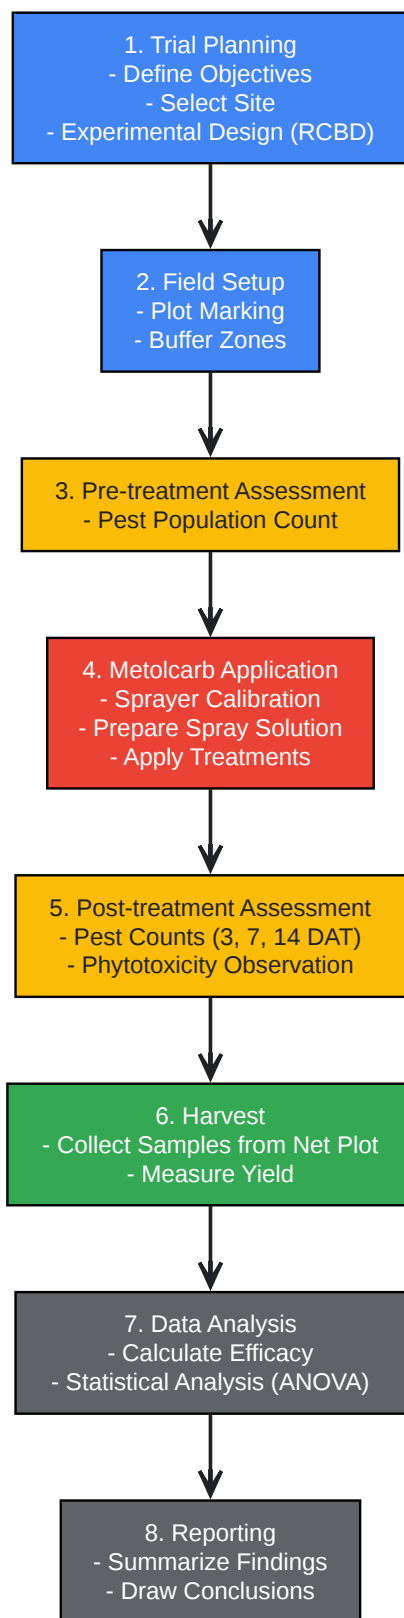 1. Trial Planning
- Define Objectives
- Select Site
- Experimental Design (RCBD)
2. Field Setup
- Plot Marking
- Buffer Zones
3. Pre-treatment Assessment
- Pest Population Count
4. Metolcarb Application
- Sprayer Calibration
- Prepare Spray Solution
- Apply Treatments
5. Post-treatment Assessment
- Pest Counts (3, 7, 14 DAT)
- Phytotoxicity Observation
6. Harvest
- Collect Samples from Net Plot
- Measure Yield
7. Data Analysis
- Calculate Efficacy
- Statistical Analysis (ANOVA)
8. Reporting
- Summarize Findings
- Draw Conclusions